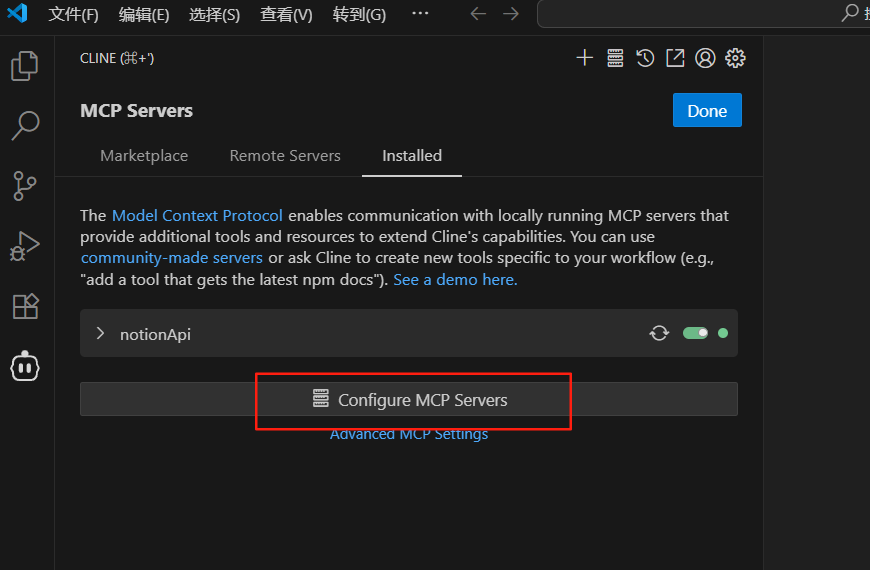 文件(F) 编辑(E) 选择(S) 查看(V) 转到(G) ···
CLINE (⌘+')
MCP Servers
Done
Marketplace Remote Servers Installed
The Model Context Protocol enables communication with locally running MCP servers that
provide additional tools and resources to extend Cline's capabilities. You can use
community-made servers or ask Cline to create new tools specific to your workflow (e.g.,
"add a tool that gets the latest npm docs"). See a demo here.
notionApi
Configure MCP Servers
Advanced MCP Settings